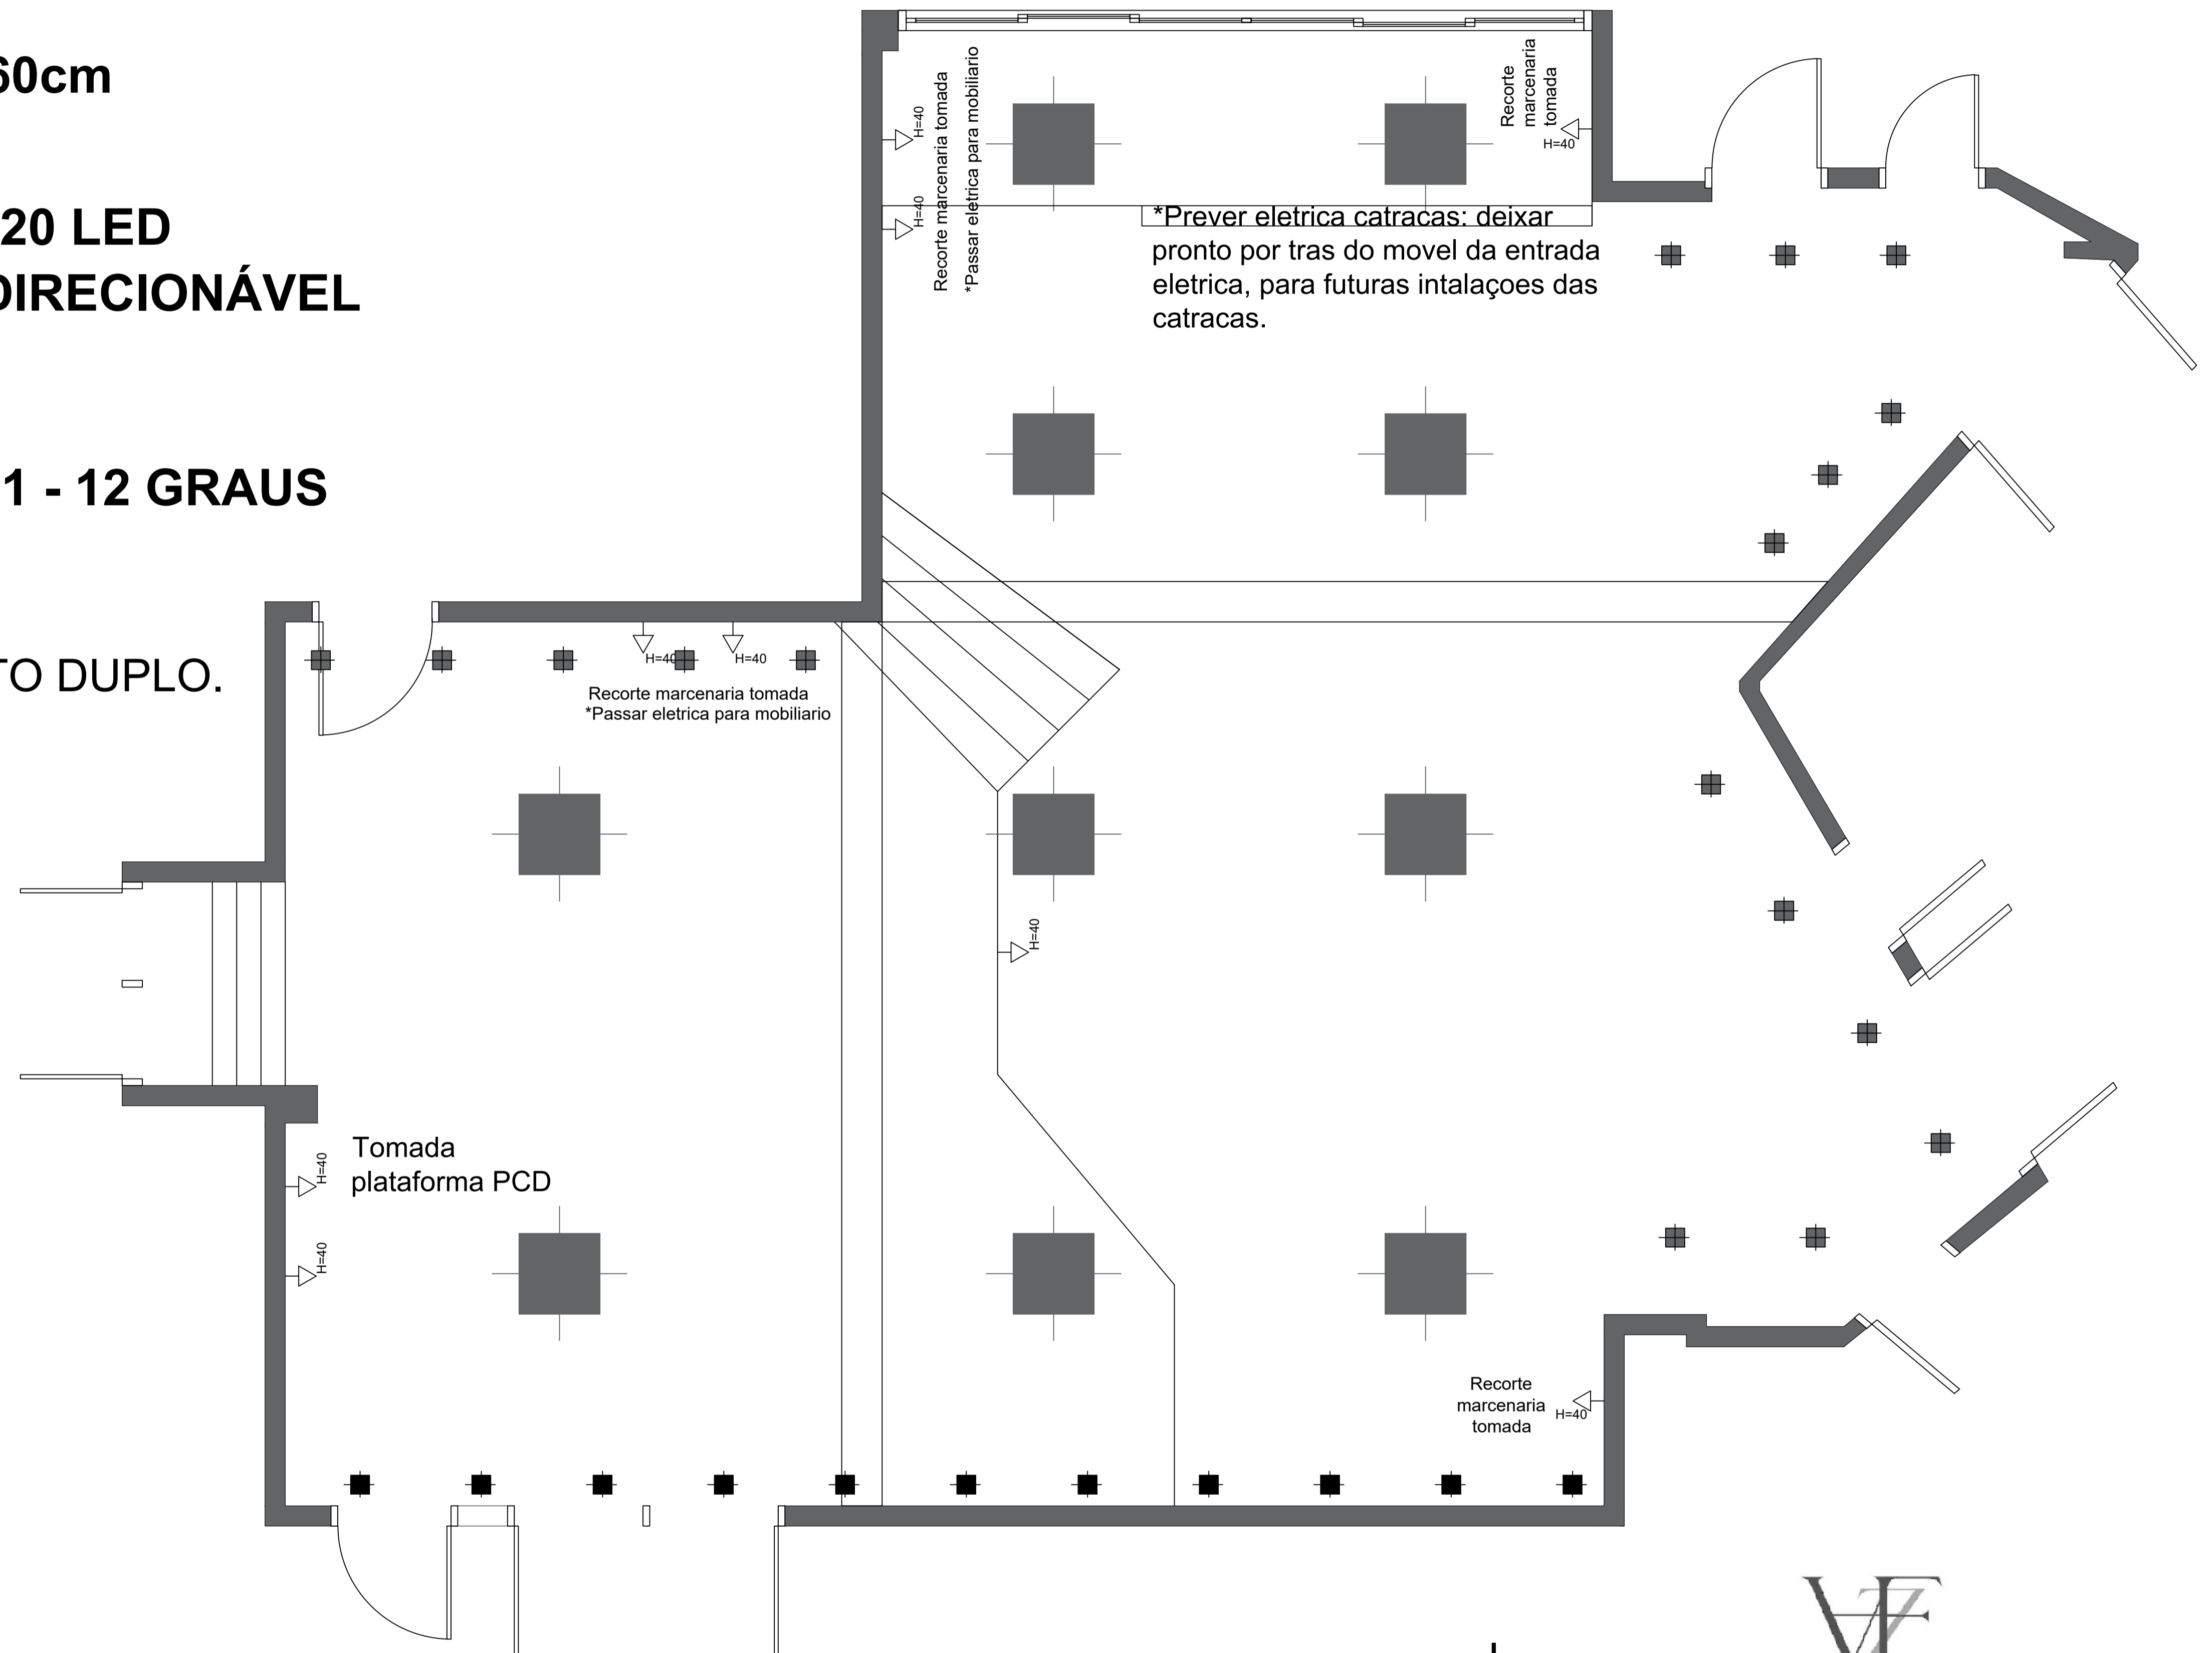 60cm
20 LED
DIRECIONÁVEL
1 - 12 GRAUS
TO DUPLO.
H=40
H=40
Recorte marcenaria tomada
*Passar eletrica para mobiliario
Recorte
marcenaria
tomada
H=40
*Prever eletrica catracas: deixar
pronto por tras do movel da entrada
eletrica, para futuras intalaçoes das
catracas.
H=40
H=40
Recorte marcenaria tomada
*Passar eletrica para mobiliario
H=40
Tomada
plataforma PCD
H=40
H=40
Recorte
marcenaria
tomada
H=40